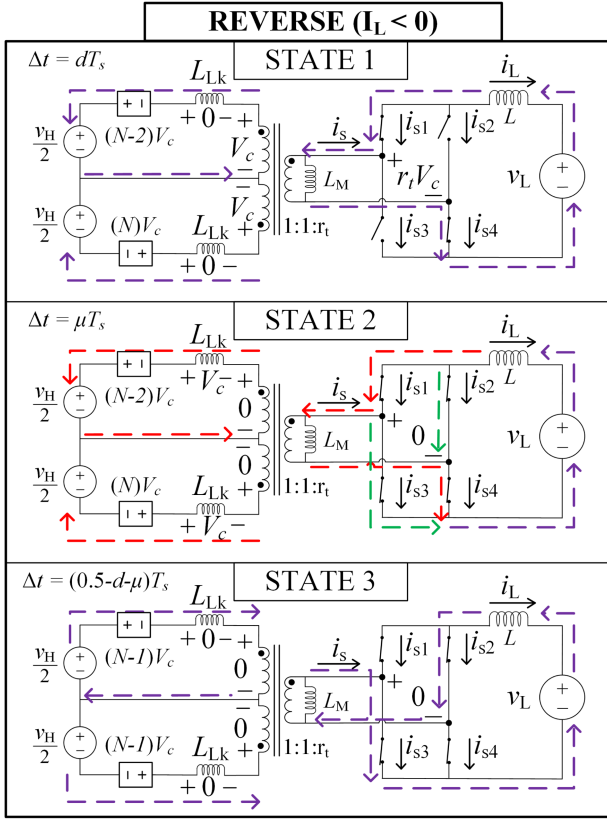 REVERSE (I_L < 0)
Δt = dT_s
STATE 1
L_Lk
+ 0 - +
(N-2)V_c
v_H/2
+ -
V_c
-
-
V_c
+
v_H/2
+ -
(N)V_c
- +
L_Lk
+ 0 -
1:1:r_t
i_s
L_M
i_s1
i_s2
+
r_tV_c
-
i_s3
i_s4
i_L
L
v_L
+ -
Δt = μT_s
STATE 2
L_Lk
+ V_c - +
(N-2)V_c
v_H/2
+ -
0
-
-
0
+
v_H/2
+ -
(N)V_c
- +
L_Lk
+ V_c -
1:1:r_t
i_s
L_M
i_s1
i_s2
+
0
-
i_s3
i_s4
i_L
L
v_L
+ -
Δt = (0.5-d-μ)T_s
STATE 3
L_Lk
+ 0 - +
(N-1)V_c
v_H/2
+ -
0
-
-
0
+
v_H/2
+ -
(N-1)V_c
- +
L_Lk
+ 0 -
1:1:r_t
i_s
L_M
i_s1
i_s2
+
0
-
i_s3
i_s4
i_L
L
v_L
+ -